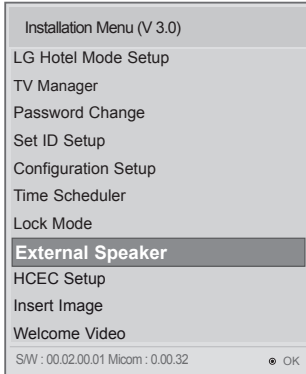 Installation Menu (V 3.0)
LG Hotel Mode Setup
TV Manager
Password Change
Set ID Setup
Configuration Setup
Time Scheduler
Lock Mode
External Speaker
HCEC Setup
Insert Image
Welcome Video
S/W : 00.02.00.01 Micom : 0.00.32 ◉ OK